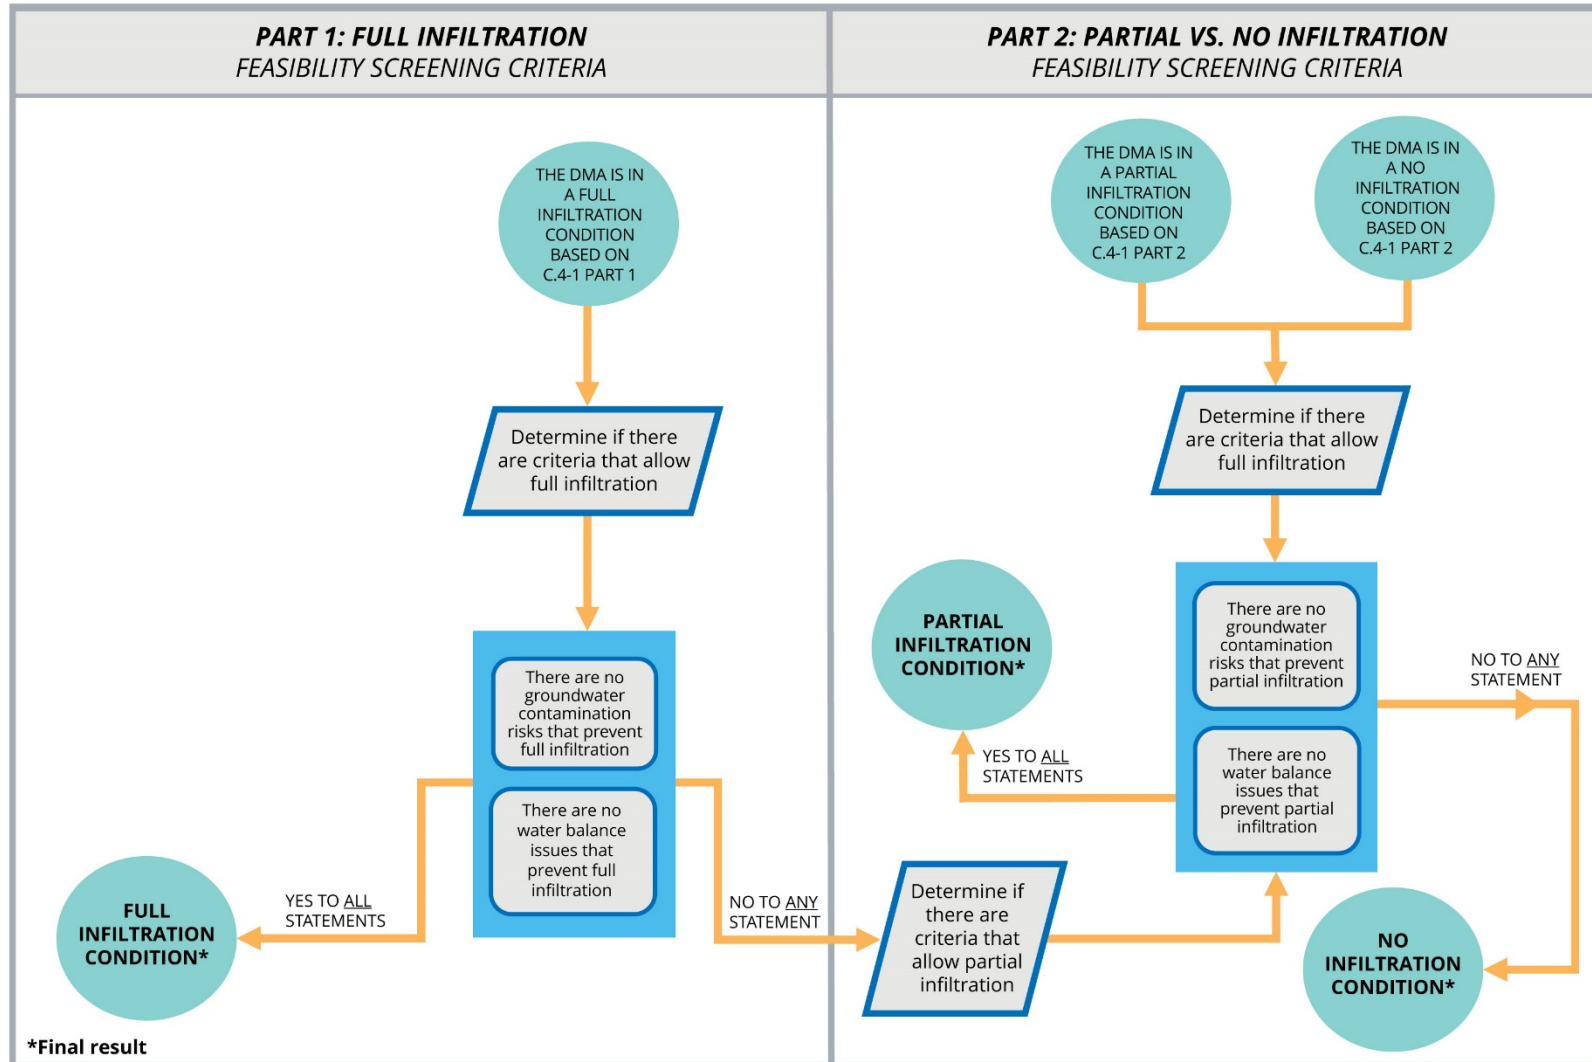 PART 1: FULL INFILTRATION
FEASIBILITY SCREENING CRITERIA
THE DMA IS IN
A FULL
INFILTRATION
CONDITION
BASED ON
C.4-1 PART 1
Determine if there
are criteria that allow
full infiltration
There are no
groundwater
contamination
risks that prevent
full infiltration
There are no
water balance
issues that
prevent full
infiltration
YES TO ALL
STATEMENTS
FULL
INFILTRATION
CONDITION*
NO TO ANY
STATEMENT
*Final result
PART 2: PARTIAL VS. NO INFILTRATION
FEASIBILITY SCREENING CRITERIA
THE DMA IS IN
A PARTIAL
INFILTRATION
CONDITION
BASED ON
C.4-1 PART 2
THE DMA IS IN
A NO
INFILTRATION
CONDITION
BASED ON
C.4-1 PART 2
Determine if there
are criteria that allow
full infiltration
There are no
groundwater
contamination
risks that prevent
partial infiltration
There are no
water balance
issues that
prevent partial
infiltration
PARTIAL
INFILTRATION
CONDITION*
YES TO ALL
STATEMENTS
NO TO ANY
STATEMENT
Determine if
there are
criteria that
allow partial
infiltration
NO
INFILTRATION
CONDITION*